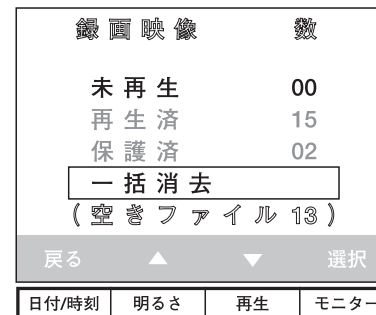 録画映像 数
未再生 00
再生済 15
保護済 02
一括消去
(空きファイル 13)
戻る ▲ ▼ 選択
日付/時刻 明るさ 再生 モニター